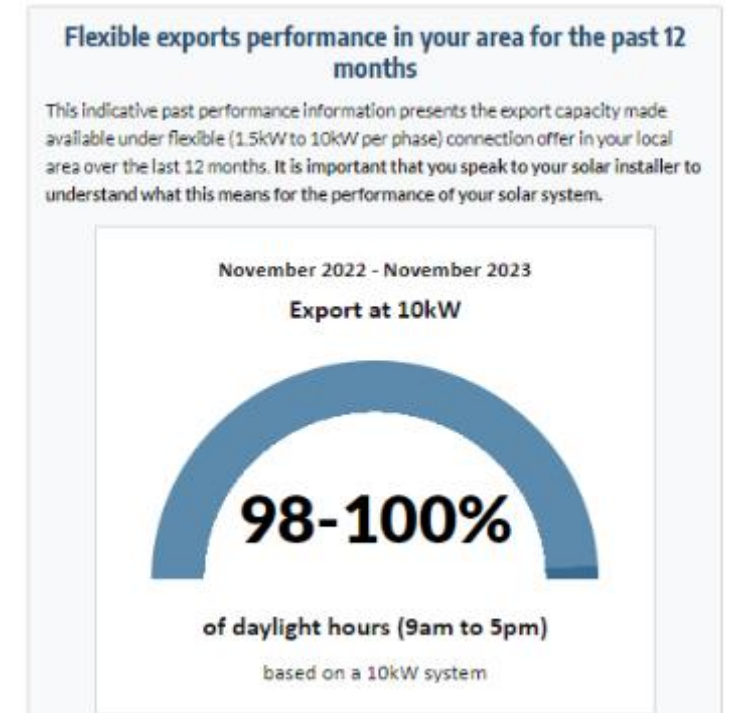 Flexible exports performance in your area for the past 12
months
This indicative past performance information presents the export capacity made
available under flexible (1.5kW to 10kW per phase) connection offer in your local
area over the last 12 months. It is important that you speak to your solar installer to
understand what this means for the performance of your solar system.
November 2022 - November 2023
Export at 10kW
98-100%
of daylight hours (9am to 5pm)
based on a 10kW system